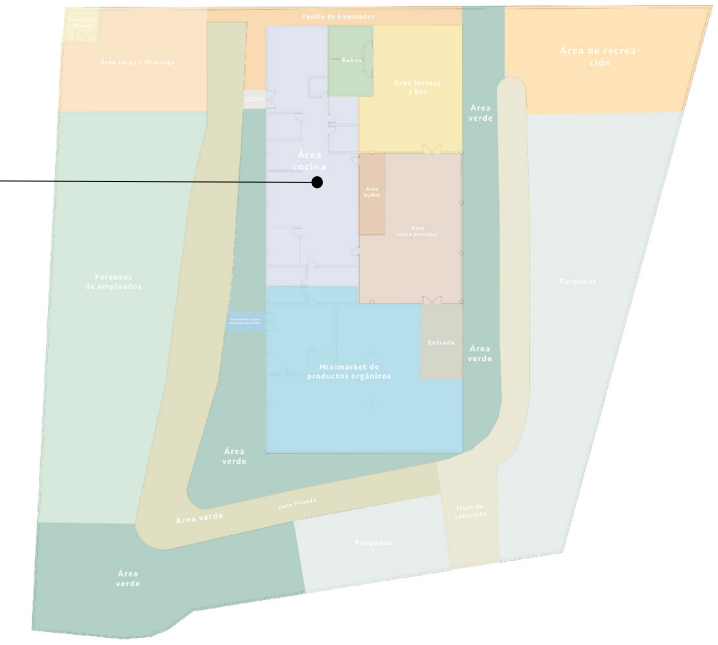 Pasillo de Empleados
Área carga y descarga
Baños
Área terraza
y Bar
Área de recrea-
ción
Área
verde
Área
cocina
Área
buffet
Área
salón principal
Parqueos
de empleados
Parqueos
Entrada
Área
verde
Minimarket de
productos orgánicos
Área
verde
Área verde
Paso Privado
Flujo de
vehículos
Parqueos
Área
verde